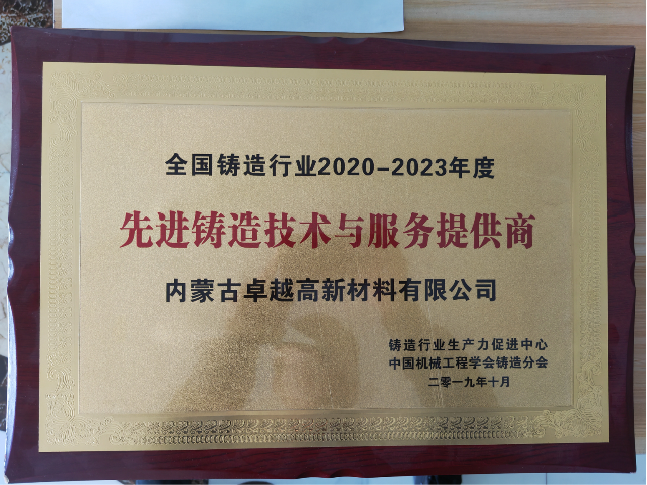 全国铸造行业2020-2023年度
先进铸造技术与服务提供商
内蒙古卓越高新材料有限公司
铸造行业生产力促进中心
中国机械工程学会铸造分会
二零一九年十月